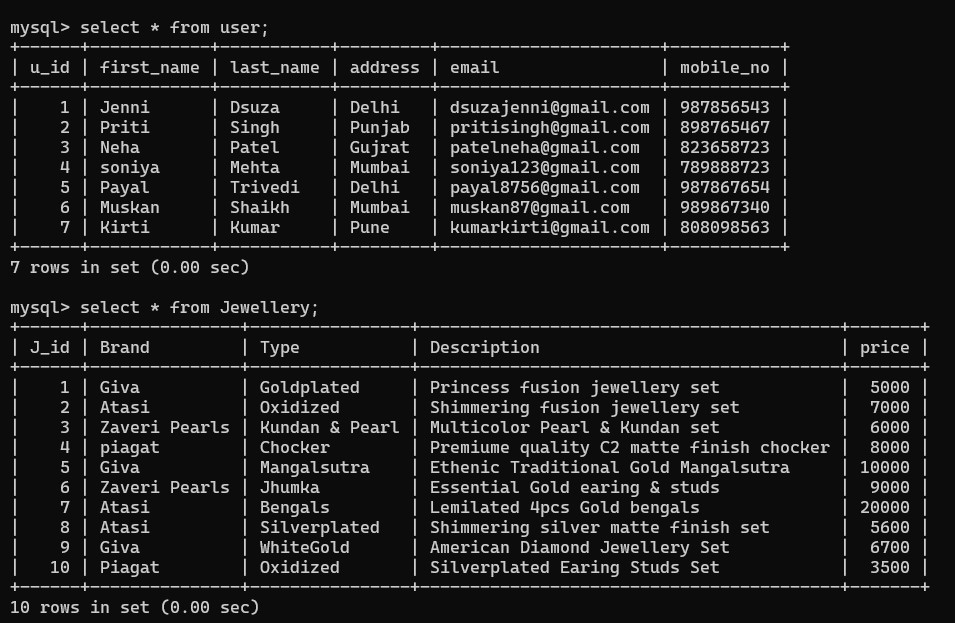 mysql> select * from user;
+------+------------+-----------+---------+----------------------+-----------+
| u_id | first_name | last_name | address | email                | mobile_no |
+------+------------+-----------+---------+----------------------+-----------+
|    1 | Jenni      | Dsuza     | Delhi   | dsuzajenni@gmail.com | 987856543 |
|    2 | Priti      | Singh     | Punjab  | pritisingh@gmail.com | 898765467 |
|    3 | Neha       | Patel     | Gujrat  | patelneha@gmail.com  | 823658723 |
|    4 | soniya     | Mehta     | Mumbai  | soniya123@gmail.com  | 789888723 |
|    5 | Payal      | Trivedi   | Delhi   | payal8756@gmail.com  | 987867654 |
|    6 | Muskan     | Shaikh    | Mumbai  | muskan87@gmail.com   | 989867340 |
|    7 | Kirti      | Kumar     | Pune    | kumarkirti@gmail.com | 808098563 |
+------+------------+-----------+---------+----------------------+-----------+
7 rows in set (0.00 sec)
mysql> select * from Jewellery;
+------+---------------+----------------+------------------------------------------+-------+
| J_id | Brand         | Type           | Description                              | price |
+------+---------------+----------------+------------------------------------------+-------+
|    1 | Giva          | Goldplated     | Princess fusion jewellery set            |  5000 |
|    2 | Atasi         | Oxidized       | Shimmering fusion jewellery set          |  7000 |
|    3 | Zaveri Pearls | Kundan & Pearl | Multicolor Pearl & Kundan set            |  6000 |
|    4 | piagat        | Chocker        | Premiume quality C2 matte finish chocker |  8000 |
|    5 | Giva          | Mangalsutra    | Ethenic Traditional Gold Mangalsutra     | 10000 |
|    6 | Zaveri Pearls | Jhumka         | Essential Gold earing & studs            |  9000 |
|    7 | Atasi         | Bengals        | Lemilated 4pcs Gold bengals              | 20000 |
|    8 | Atasi         | Silverplated   | Shimmering silver matte finish set       |  5600 |
|    9 | Giva          | WhiteGold      | American Diamond Jewellery Set           |  6700 |
|   10 | Piagat        | Oxidized       | Silverplated Earing Studs Set            |  3500 |
+------+---------------+----------------+------------------------------------------+-------+
10 rows in set (0.00 sec)